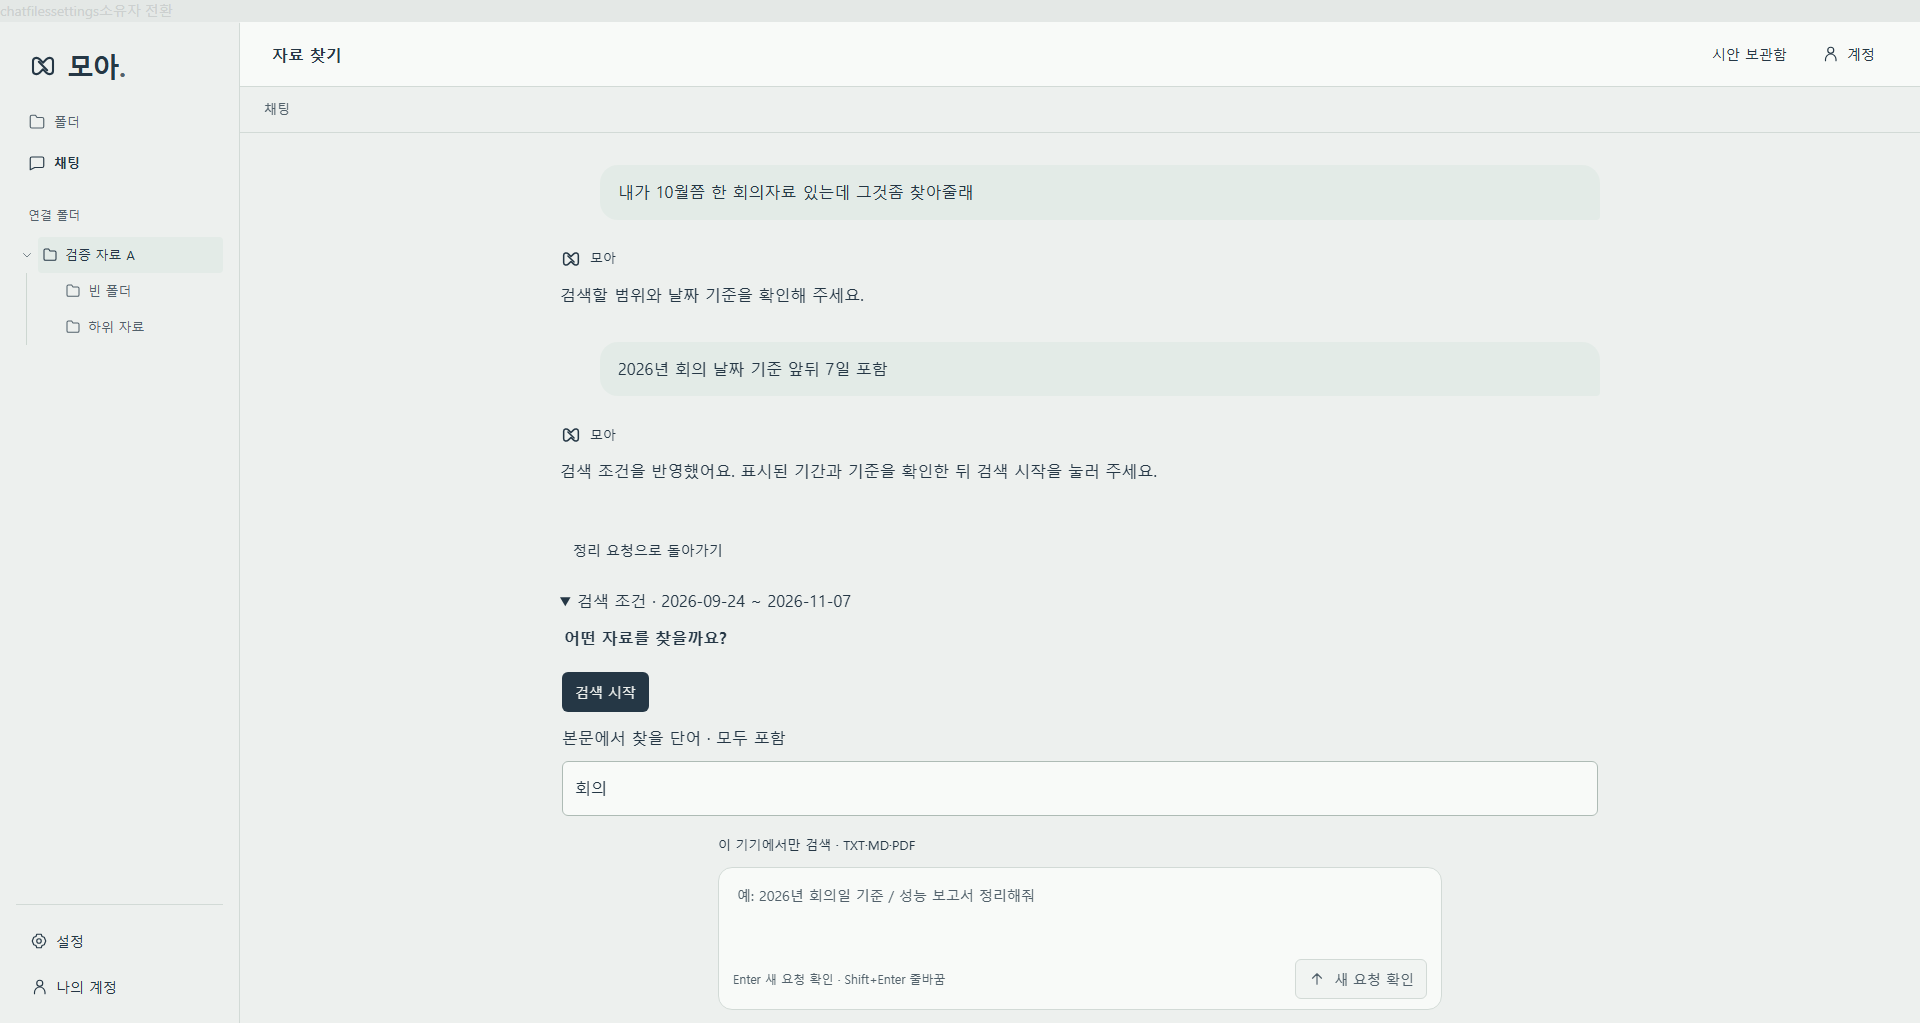 chatfilessettings소유자 전환
모아.
폴더
채팅
연결 폴더
검증 자료 A
빈 폴더
하위 자료
설정
나의 계정
자료 찾기
시안 보관함
계정
채팅
내가 10월쯤 한 회의자료 있는데 그것좀 찾아줄래
모아
검색할 범위와 날짜 기준을 확인해 주세요.
2026년 회의 날짜 기준 앞뒤 7일 포함
모아
검색 조건을 반영했어요. 표시된 기간과 기준을 확인한 뒤 검색 시작을 눌러 주세요.
정리 요청으로 돌아가기
▼ 검색 조건 · 2026-09-24 ~ 2026-11-07
어떤 자료를 찾을까요?
검색 시작
본문에서 찾을 단어 · 모두 포함
회의
이 기기에서만 검색 · TXT·MD·PDF
예: 2026년 회의일 기준 / 성능 보고서 정리해줘
Enter 새 요청 확인 · Shift+Enter 줄바꿈
새 요청 확인